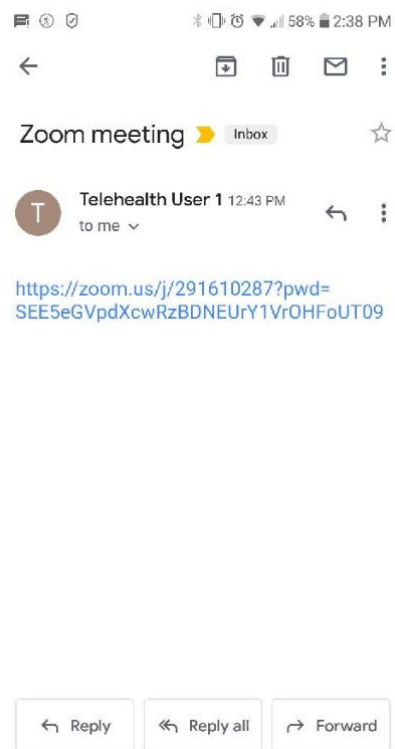 58% 2:38 PM
Zoom meeting Inbox
T
Telehealth User 1 12:43 PM
to me
https://zoom.us/j/291610287?pwd=
SEE5eGVpdXcwRzBDNEUrY1VrOHFoUT09
Reply Reply all Forward